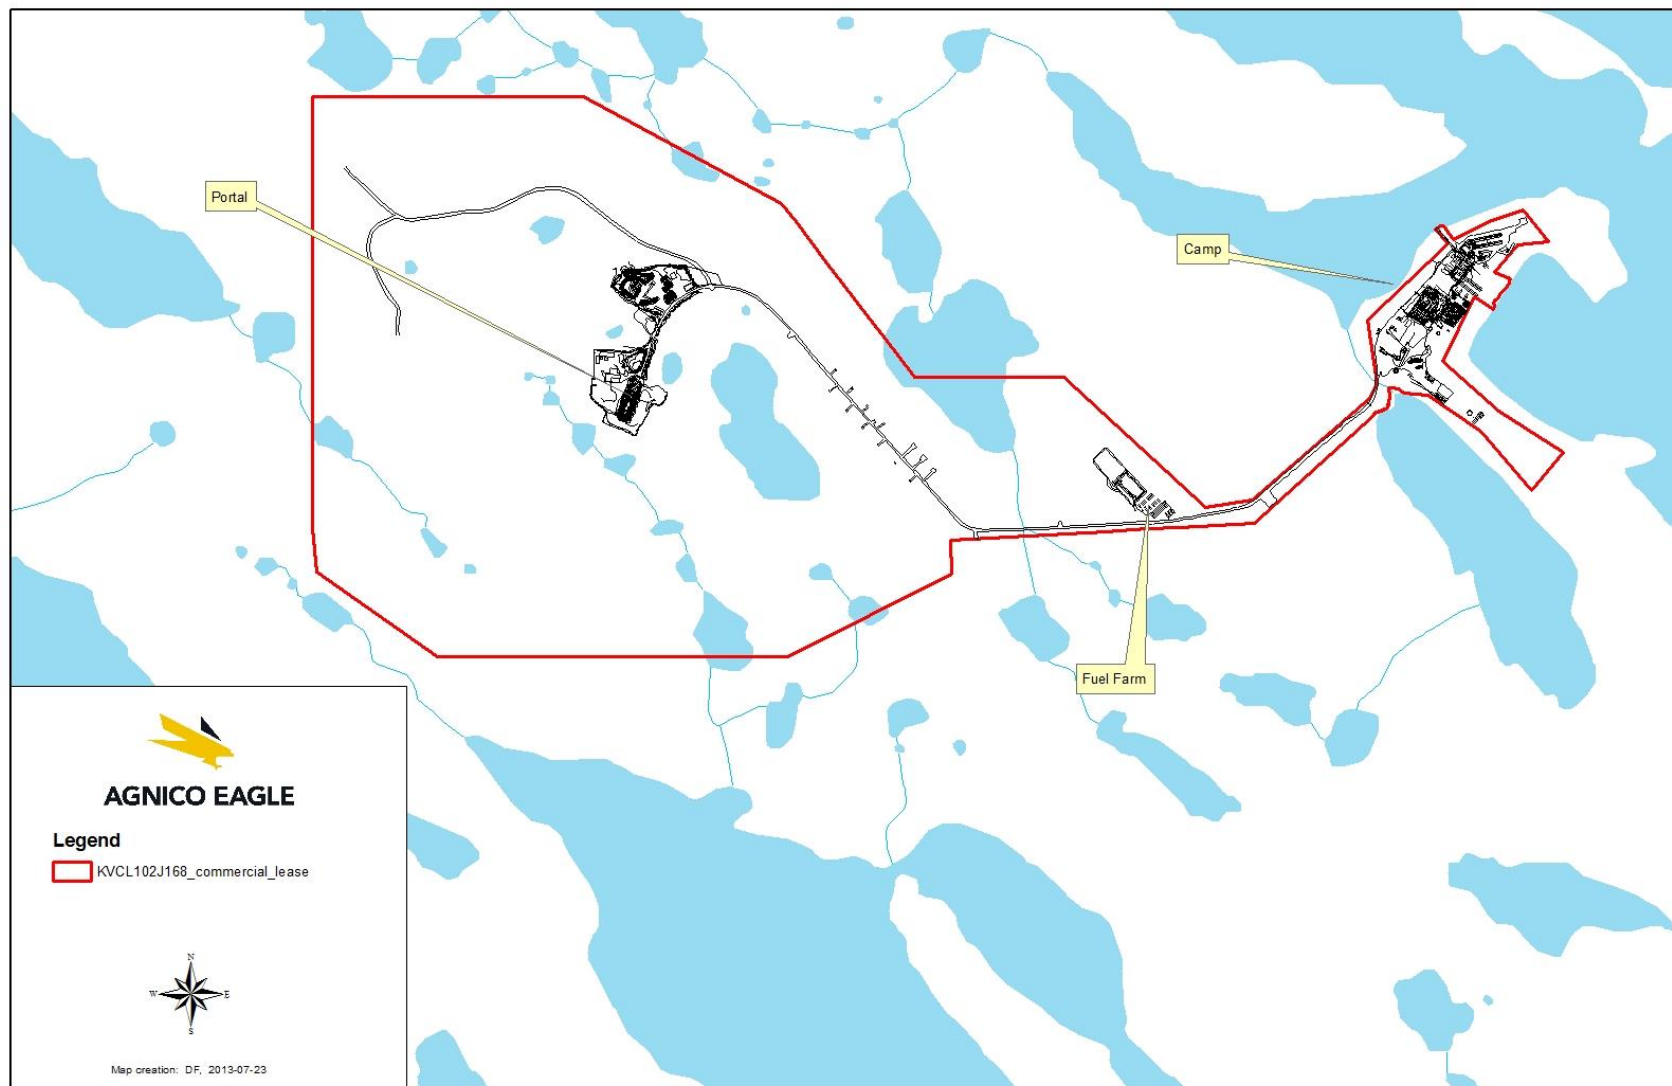 Portal
Camp
Fuel Farm
AGNICO EAGLE
Legend
KVCL102J168_commercial_lease
N
W E
S
Map creation: DF, 2013-07-23